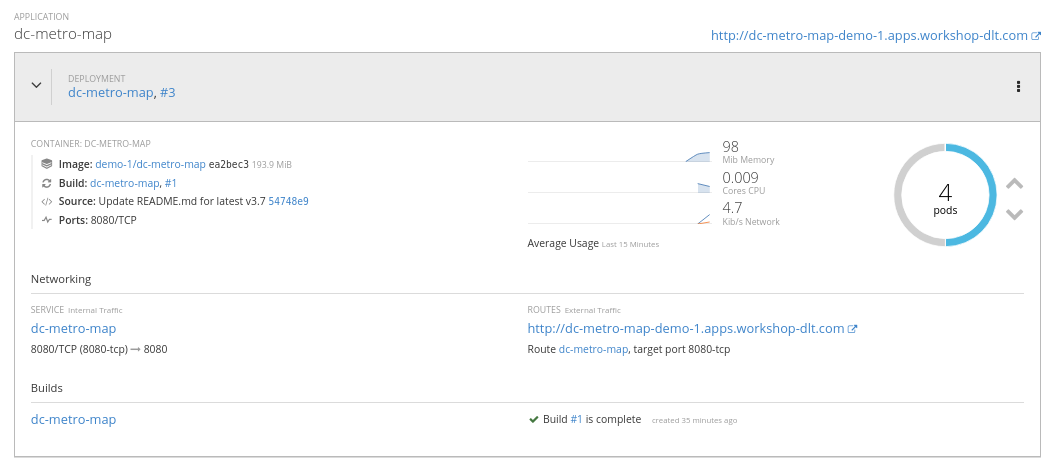 APPLICATION
dc-metro-map
http://dc-metro-map-demo-1.apps.workshop-dlt.com
DEPLOYMENT
dc-metro-map, #3
CONTAINER: DC-METRO-MAP
Image: demo-1/dc-metro-map ea2bec3 193.9 MiB
Build: dc-metro-map, #1
Source: Update README.md for latest v3.7 54748e9
Ports: 8080/TCP
98
Mib Memory
0.009
Cores CPU
4.7
Kib/s Network
Average Usage Last 15 Minutes
4
pods
Networking
SERVICE Internal Traffic
dc-metro-map
8080/TCP (8080-tcp) → 8080
ROUTES External Traffic
http://dc-metro-map-demo-1.apps.workshop-dlt.com
Route dc-metro-map, target port 8080-tcp
Builds
dc-metro-map
Build #1 is complete created 35 minutes ago